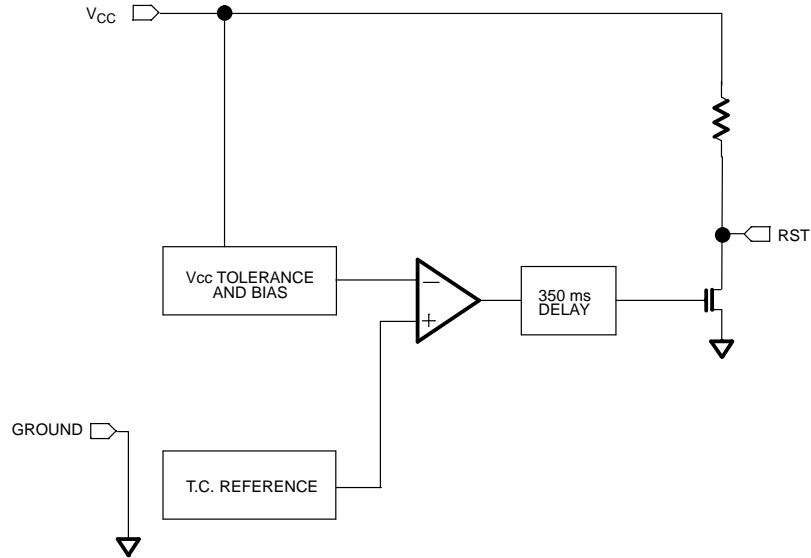 VCC
RST
Vcc TOLERANCE
AND BIAS
−
+
350 ms
DELAY
GROUND
T.C. REFERENCE